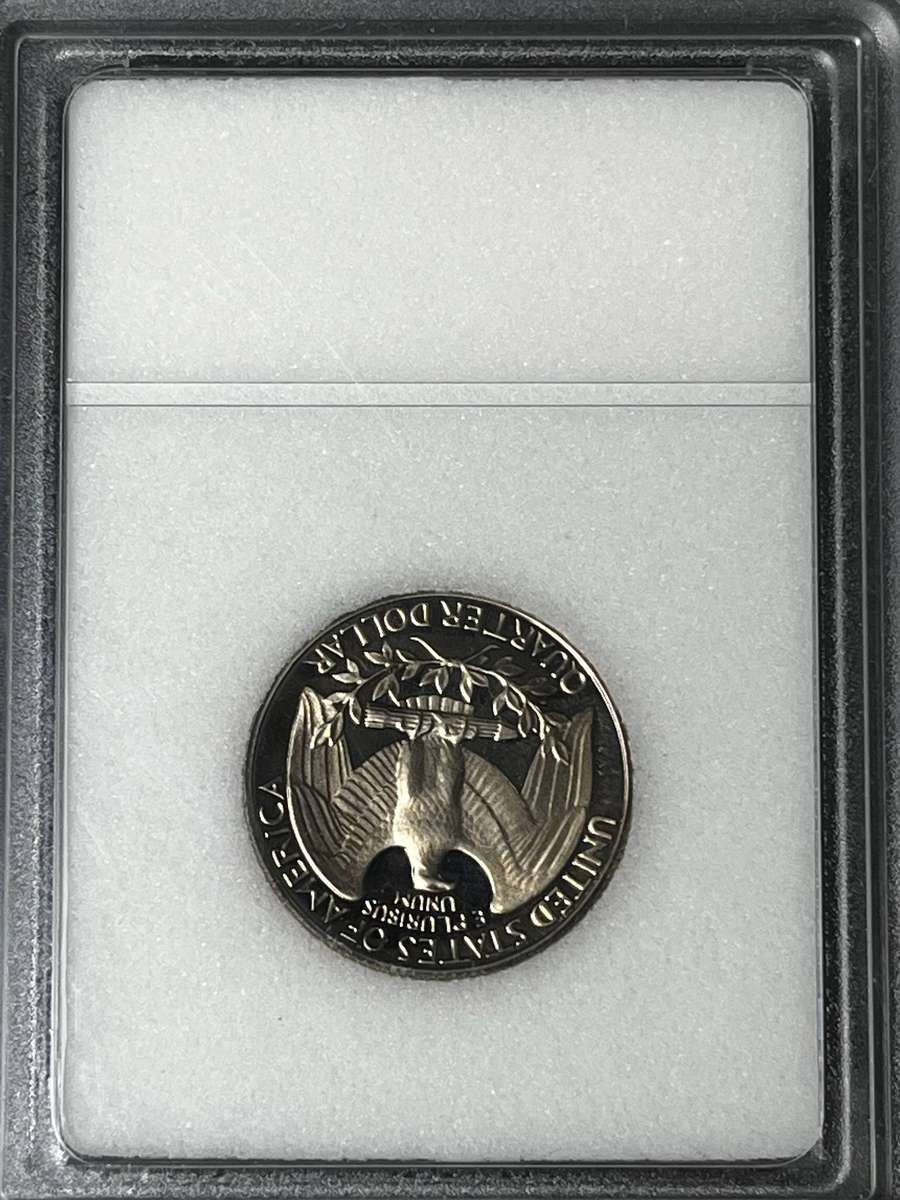 UNITED STATES OF AMERICA
E PLURIBUS
UNUM
QUARTER DOLLAR